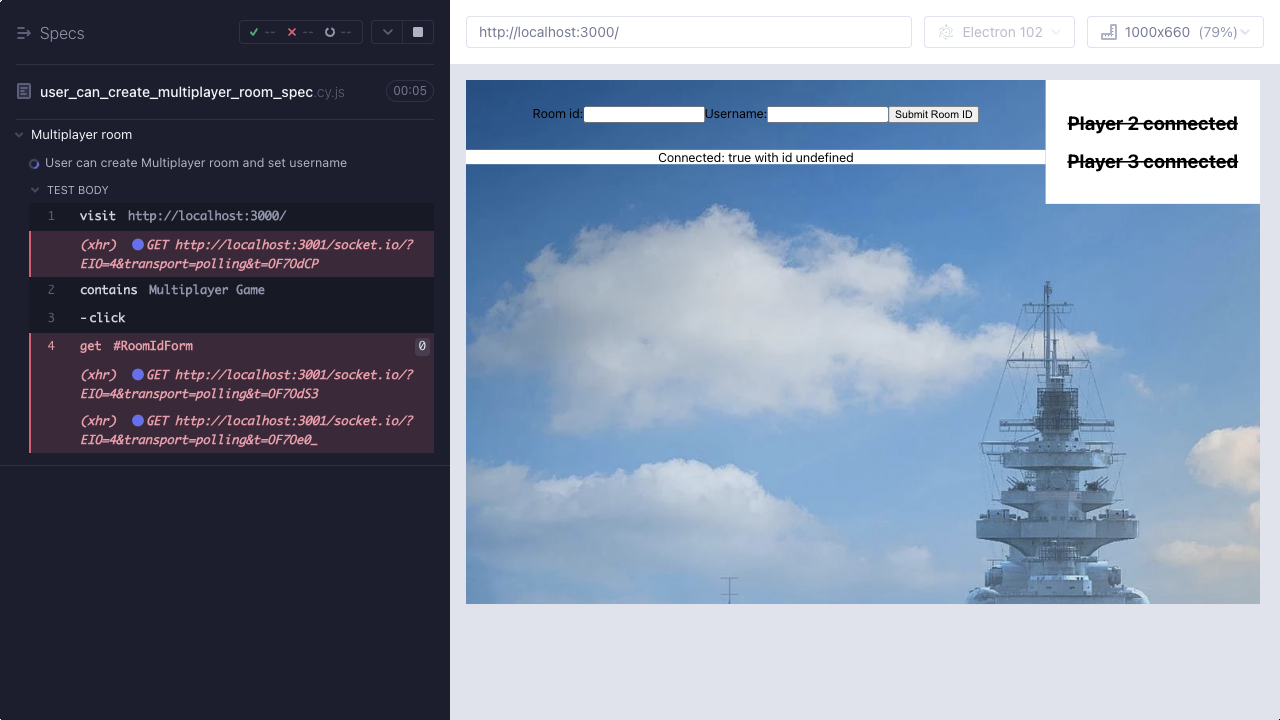 Specs
-- -- --
user_can_create_multiplayer_room_spec.cy.js 00:05
Multiplayer room
User can create Multiplayer room and set username
TEST BODY
1 visit http://localhost:3000/
(xhr) GET http://localhost:3001/socket.io/?
EIO=4&transport=polling&t=OF7OdCP
2 contains Multiplayer Game
3 -click
4 get #RoomIdForm 0
(xhr) GET http://localhost:3001/socket.io/?
EIO=4&transport=polling&t=OF7OdS3
(xhr) GET http://localhost:3001/socket.io/?
EIO=4&transport=polling&t=OF7Oe0_
http://localhost:3000/ Electron 102 1000x660 (79%)
Room id: Username: Submit Room ID
Connected: true with id undefined
Player 2 connected
Player 3 connected